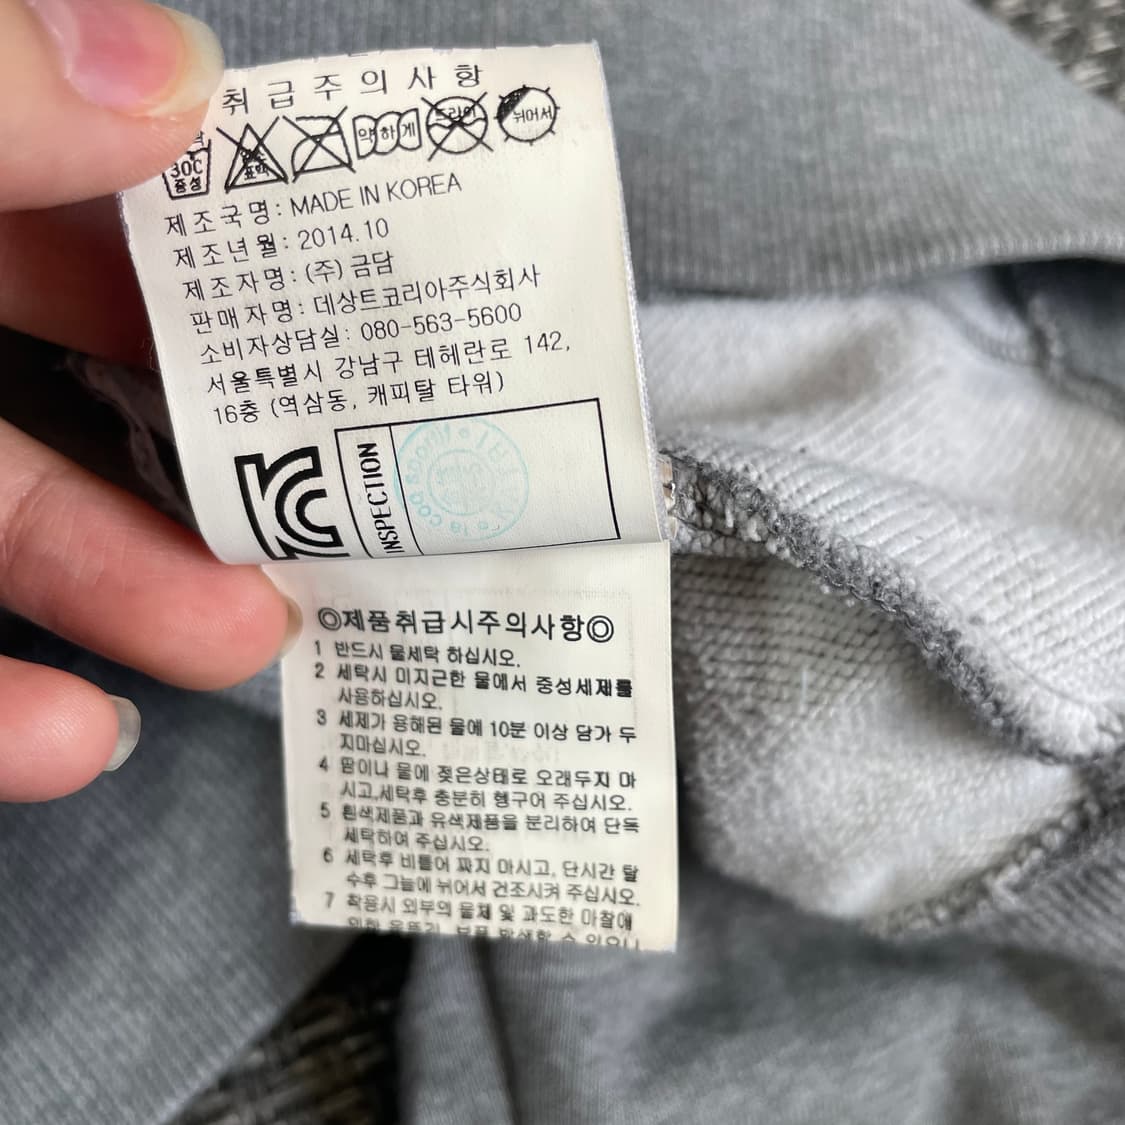 취급주의사항
30C
중성
약하게
드라이
뉘어서
제조국명: MADE IN KOREA
제조년월: 2014.10
제조자명: (주) 금담
판매자명: 데상트코리아주식회사
소비자상담실: 080-563-5600
서울특별시 강남구 테헤란로 142,
16층 (역삼동, 캐피탈 타워)
INSPECTION
le coq sportif
◎제품취급시주의사항◎
1 반드시 물세탁 하십시오.
2 세탁시 미지근한 물에서 중성세제를
사용하십시오.
3 세제가 용해된 물에 10분 이상 담가 두
지마십시오.
4 땀이나 물에 젖은상태로 오래두지 마
시고,세탁후 충분히 헹구어 주십시오.
5 흰색제품과 유색제품을 분리하여 단독
세탁하여 주십시오.
6 세탁후 비틀어 짜지 마시고, 단시간 탈
수후 그늘에 뉘어서 건조시켜 주십시오.
7 착용시 외부의 물체 및 과도한 마찰에